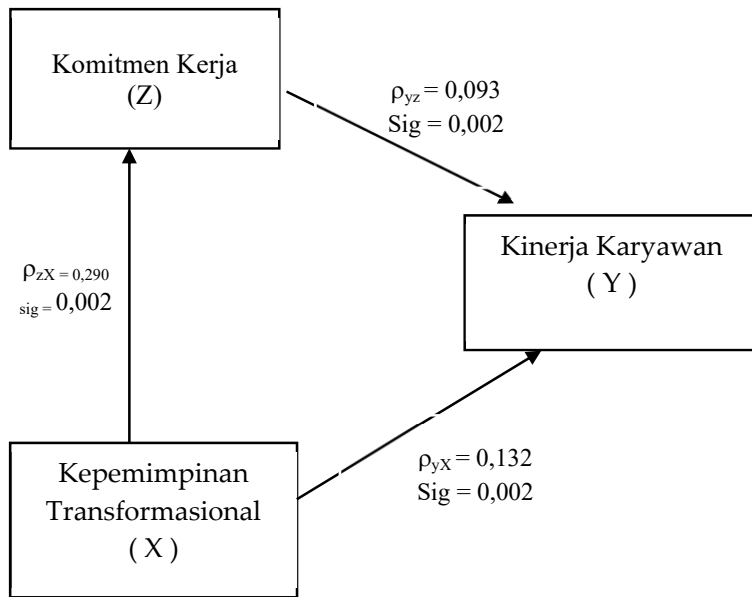 Komitmen Kerja
(Z)
ρyz = 0,093
Sig = 0,002
Kinerja Karyawan
( Y )
ρzX = 0,290
sig = 0,002
Kepemimpinan
Transformasional
( X )
ρyX = 0,132
Sig = 0,002